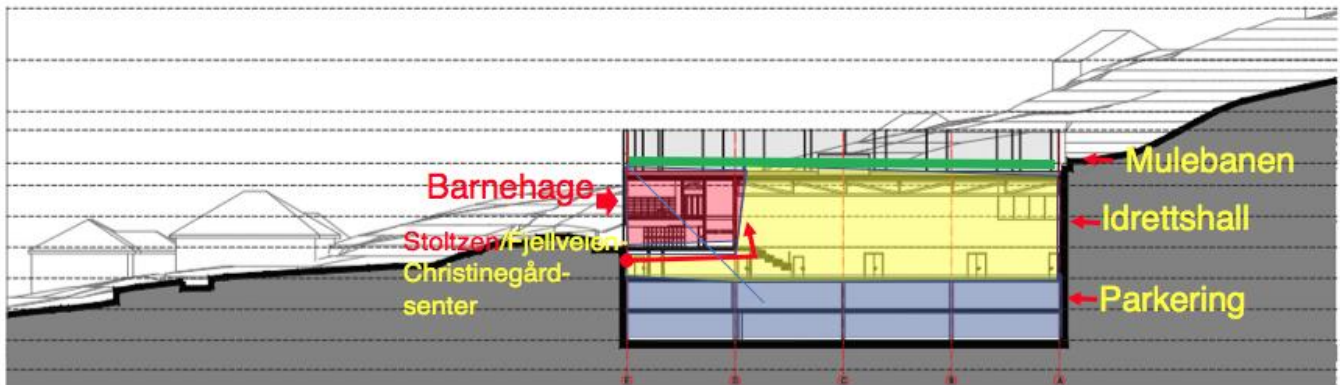 Mulebanen
Barnehage
Idrettshall
Stoltzen/Fjellveien-
Christinegård-
senter
Parkering
D
C
B
A